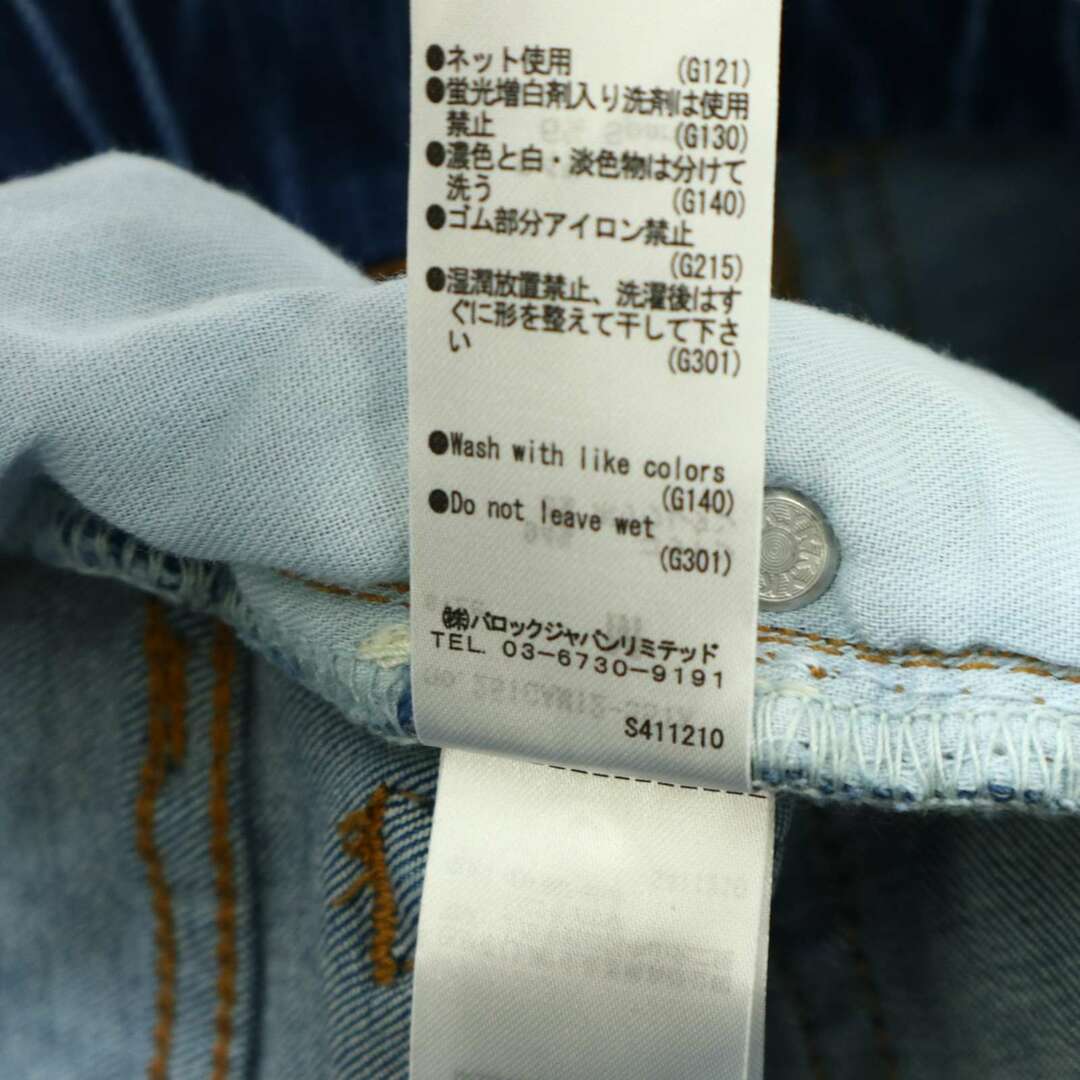 ●ネット使用 (G121)
●蛍光増白剤入り洗剤は使用
禁止 (G130)
●濃色と白・淡色物は分けて
洗う (G140)
●ゴム部分アイロン禁止
(G215)
●湿潤放置禁止、洗濯後はす
ぐに形を整えて干して下さ
い (G301)
●Wash with like colors
(G140)
●Do not leave wet
(G301)
㈱バロックジャパンリミテッド
TEL. 03-6730-9191
S411210